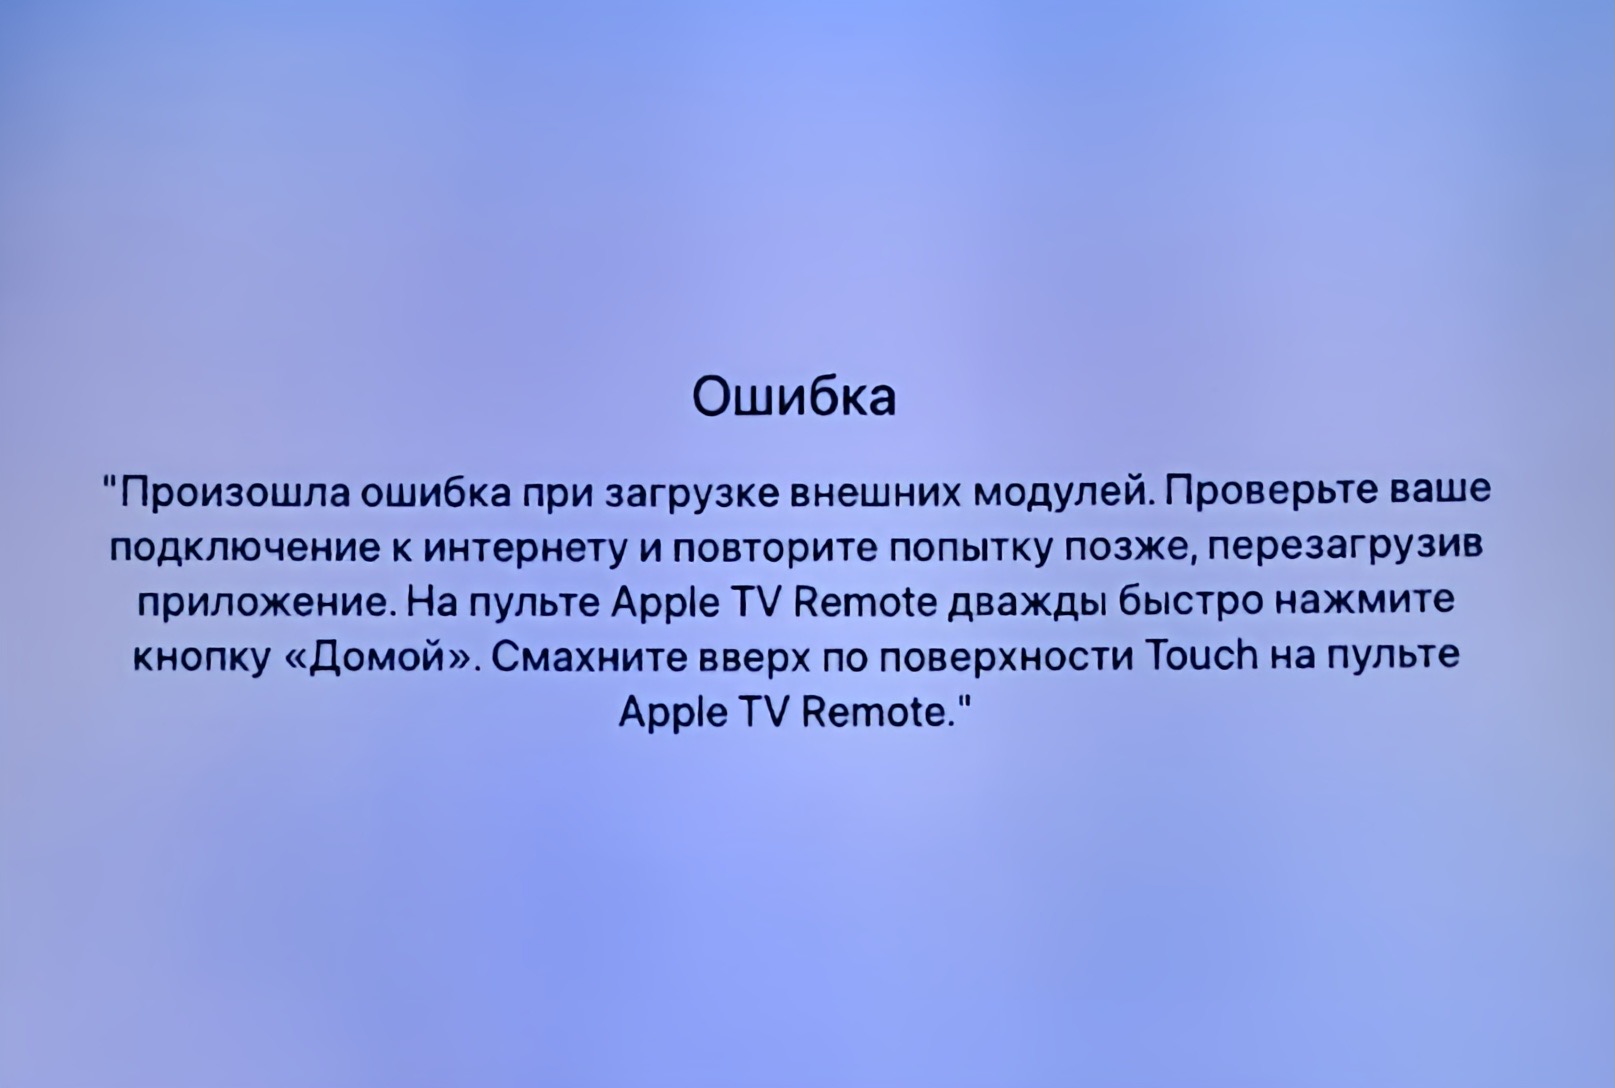 Ошибка
"Произошла ошибка при загрузке внешних модулей. Проверьте ваше
подключение к интернету и повторите попытку позже, перезагрузив
приложение. На пульте Apple TV Remote дважды быстро нажмите
кнопку «Домой». Смахните вверх по поверхности Touch на пульте
Apple TV Remote."